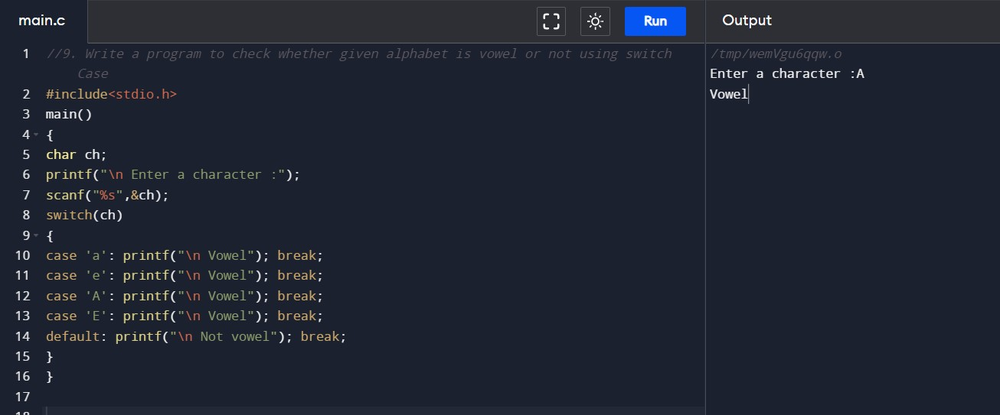 main.c
Run
Output
1 //9. Write a program to check whether given alphabet is vowel or not using switch
Case
2 #include<stdio.h>
3 main()
4 {
5 char ch;
6 printf("\n Enter a character :");
7 scanf("%s",&ch);
8 switch(ch)
9 {
10 case 'a': printf("\n Vowel"); break;
11 case 'e': printf("\n Vowel"); break;
12 case 'A': printf("\n Vowel"); break;
13 case 'E': printf("\n Vowel"); break;
14 default: printf("\n Not vowel"); break;
15 }
16 }
17
18
/tmp/wemVgu6qqw.o
Enter a character :A
Vowel